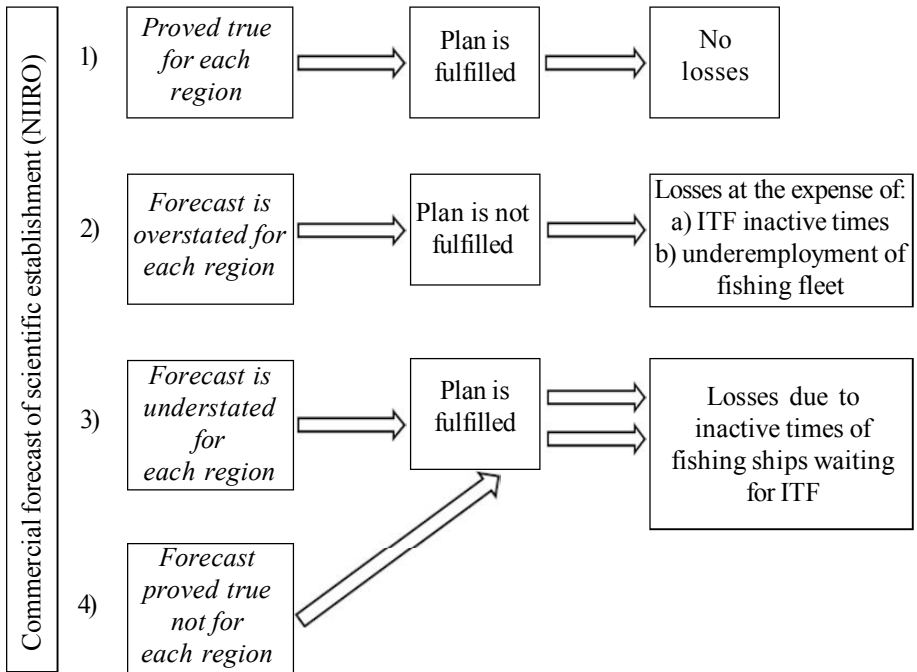 Commercial forecast of scientific establishment (NIIRO)
1)
Proved true
for each
region
Plan is
fulfilled
No
losses
2)
Forecast is
overstated for
each region
Plan is not
fulfilled
Losses at the expense of:
a) ITF inactive times
b) underemployment of
fishing fleet
3)
Forecast is
understated
for
each region
Plan is
fulfilled
Losses due to
inactive times of
fishing ships waiting
for ITF
4)
Forecast
proved true
not for
each region